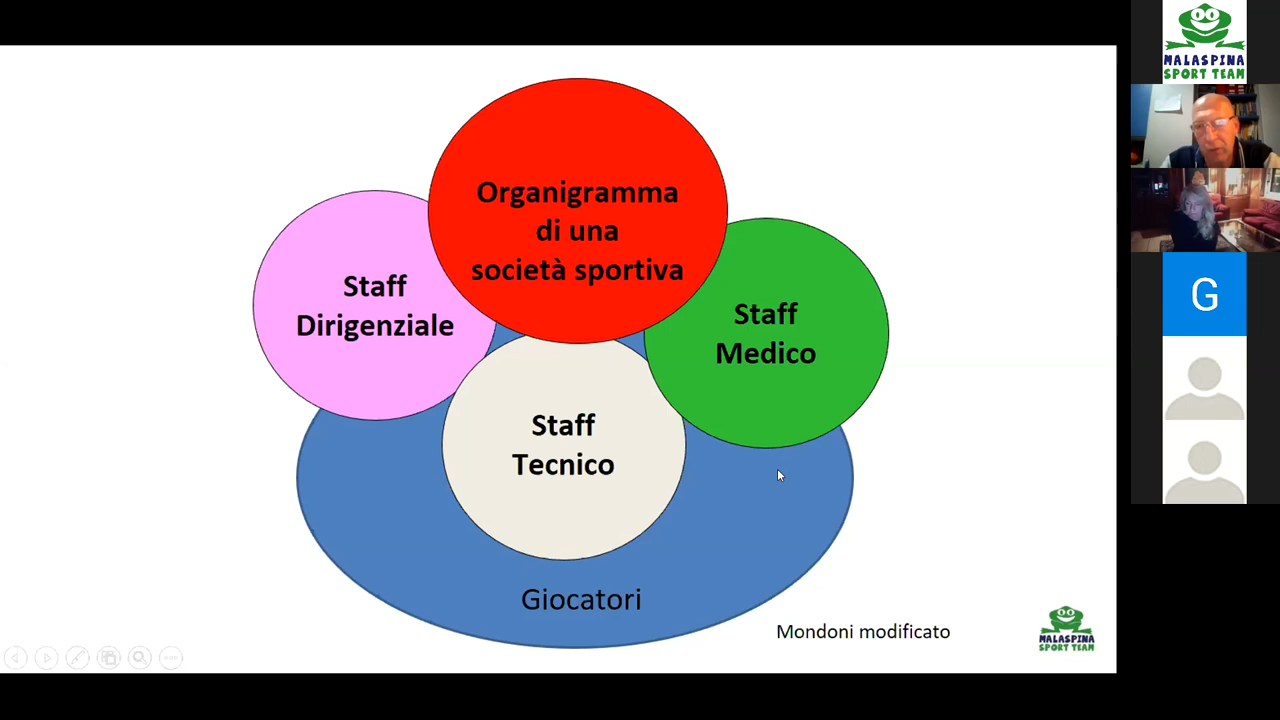 Organigramma
di una
società sportiva
Staff
Dirigenziale
Staff
Medico
Staff
Tecnico
Giocatori
Mondoni modificato
MALASPINA
SPORT TEAM
MALASPINA
SPORT TEAM
G